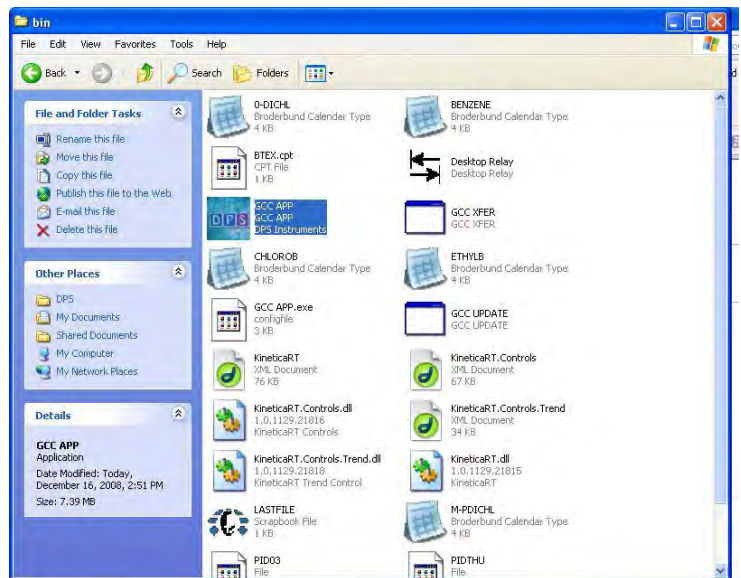 bin
File Edit View Favorites Tools Help
Back Search Folders
File and Folder Tasks
Rename this file
Move this file
Copy this file
Publish this file to the Web
E-mail this file
Delete this file
Other Places
DPS
My Documents
Shared Documents
My Computer
My Network Places
Details
GCC APP
Application
Date Modified: Today,
December 16, 2008, 2:51 PM
Size: 7.39 MB
0-DICHL
Broderbund Calendar Type
4 KB
BENZENE
Broderbund Calendar Type
4 KB
BTEX.cpt
CPT File
1 KB
Desktop Relay
Desktop Relay
DPS
GCC APP
GCC APP
DPS Instruments
GCC XFER
GCC XFER
CHLOROB
Broderbund Calendar Type
4 KB
ETHYLB
Broderbund Calendar Type
4 KB
GCC APP.exe
configfile
3 KB
GCC UPDATE
GCC UPDATE
KineticaRT
XML Document
76 KB
KineticaRT.Controls
XML Document
67 KB
KineticaRT.Controls.dll
1.0.1129.21816
KineticaRT Controls
KineticaRT.Controls.Trend
XML Document
34 KB
KineticaRT.Controls.Trend.dll
1.0.1129.21818
KineticaRT Trend Control
KineticaRT.dll
1.0.1129.21815
KineticaRT
LASTFILE
Scrapbook File
1 KB
M-PDICHL
Broderbund Calendar Type
4 KB
PID03
File
PIDTHU
File